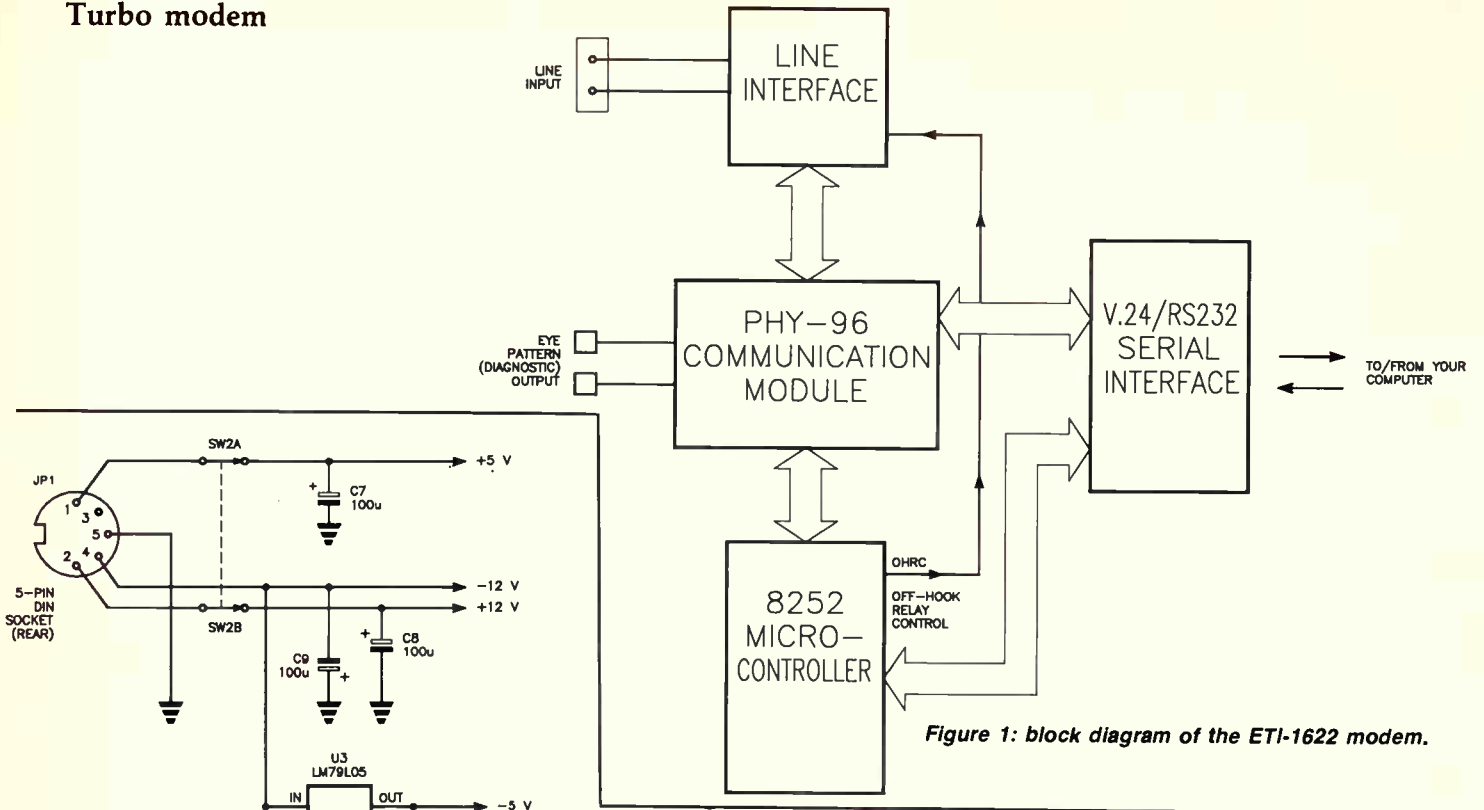 Turbo modem
LINE
INPUT
LINE
INTERFACE
EYE
PATTERN
(DIAGNOSTIC)
OUTPUT
PHY-96
COMMUNICATION
MODULE
V.24/RS232
SERIAL
INTERFACE
TO/FROM YOUR
COMPUTER
OHRC
OFF-HOOK
RELAY
CONTROL
8252
MICRO-
CONTROLLER
Figure 1: block diagram of the ETI-1622 modem.
SW2A
+5 V
JP1
+
C7
100u
1
3
5
4
2
-12 V
+12 V
5-PIN
DIN
SOCKET
(REAR)
SW2B
C9
100u
+
+
C8
100u
U3
LM79L05
IN
OUT
-5 V